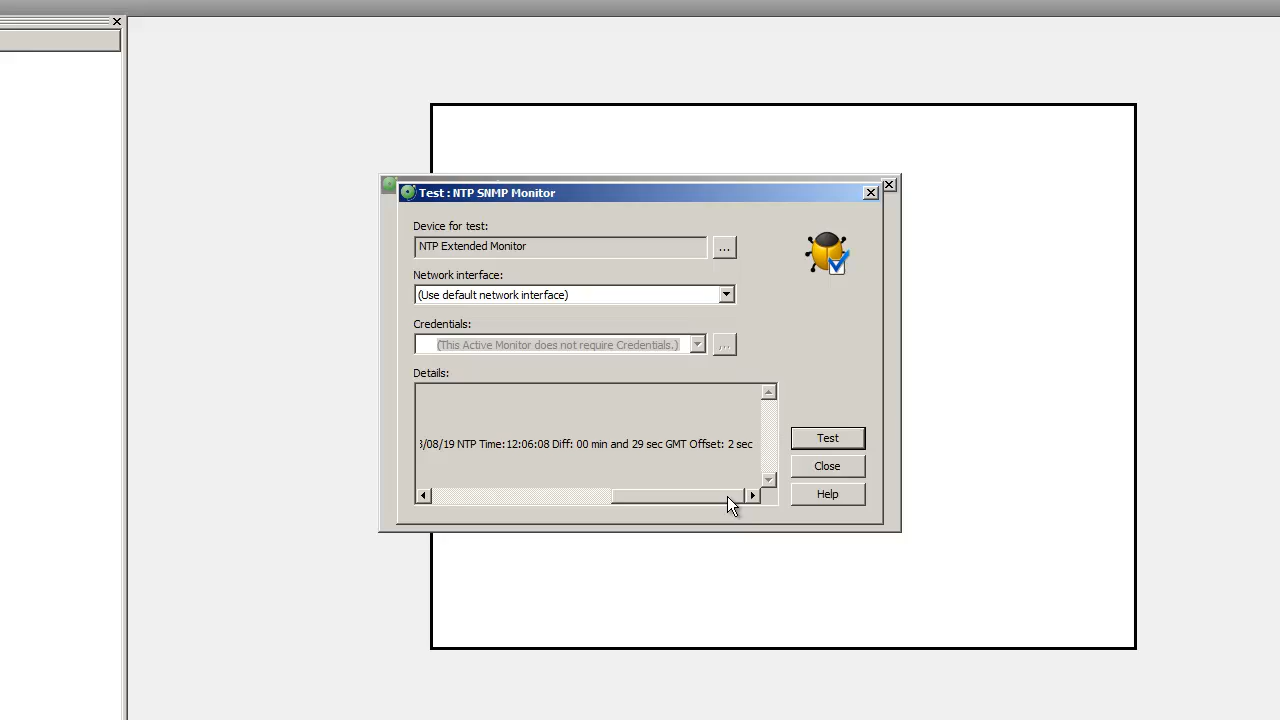 Test : NTP SNMP Monitor
Device for test:
NTP Extended Monitor
...
Network interface:
(Use default network interface)
Credentials:
(This Active Monitor does not require Credentials.)
...
Details:
/08/19 NTP Time:12:06:08 Diff: 00 min and 29 sec GMT Offset: 2 sec
Test
Close
Help